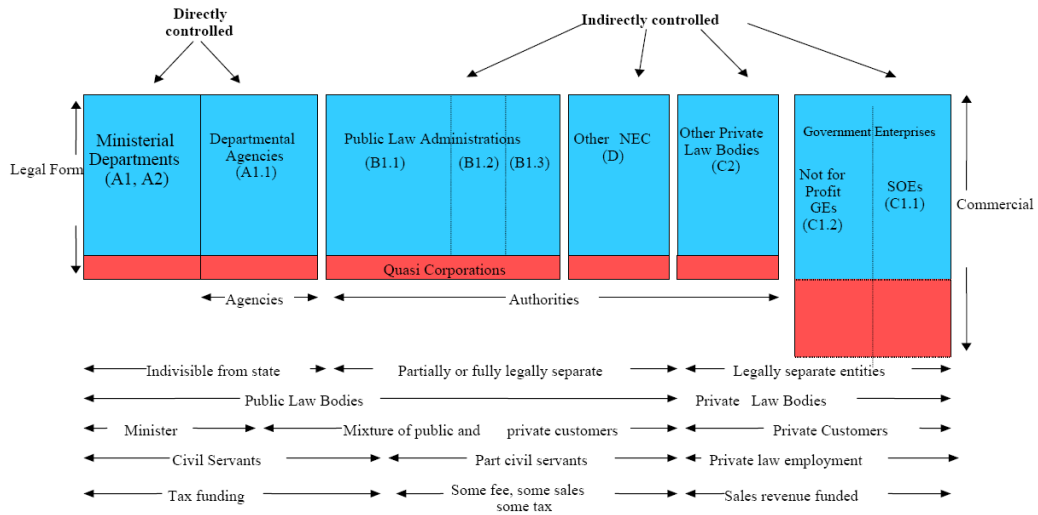 Directly
controlled
Indirectly controlled
Legal Form
Ministerial
Departments
(A1, A2)
Departmental
Agencies
(A1.1)
Public Law Administrations
(B1.1)
(B1.2)
(B1.3)
Other NEC
(D)
Other Private
Law Bodies
(C2)
Government Enterprises
Not for
Profit
GEs
(C1.2)
SOEs
(C1.1)
Commercial
Quasi Corporations
Agencies
Authorities
Indivisible from state
Partially or fully legally separate
Legally separate entities
Public Law Bodies
Private Law Bodies
Minister
Mixture of public and private customers
Private Customers
Civil Servants
Part civil servants
Private law employment
Tax funding
Some fee, some sales
some tax
Sales revenue funded